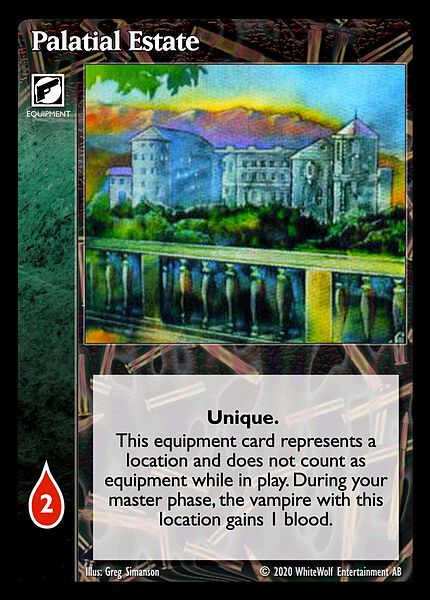 Palatial Estate
EQUIPMENT
Unique.
This equipment card represents a
location and does not count as
equipment while in play. During your
master phase, the vampire with this
location gains 1 blood.
2
Illus: Greg Simanson
© 2020 WhiteWolf Entertainment AB